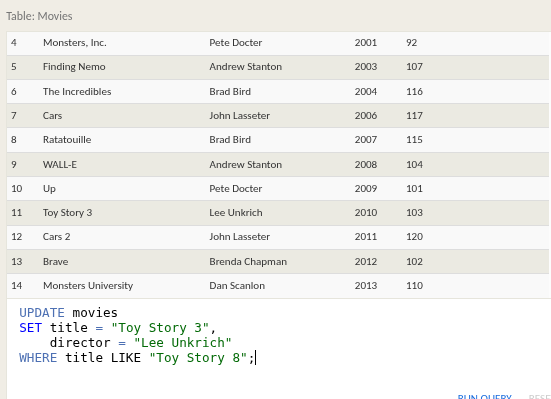 Table: Movies
4 Monsters, Inc. Pete Docter 2001 92
5 Finding Nemo Andrew Stanton 2003 107
6 The Incredibles Brad Bird 2004 116
7 Cars John Lasseter 2006 117
8 Ratatouille Brad Bird 2007 115
9 WALL-E Andrew Stanton 2008 104
10 Up Pete Docter 2009 101
11 Toy Story 3 Lee Unkrich 2010 103
12 Cars 2 John Lasseter 2011 120
13 Brave Brenda Chapman 2012 102
14 Monsters University Dan Scanlon 2013 110
UPDATE movies
SET title = "Toy Story 3",
director = "Lee Unkrich"
WHERE title LIKE "Toy Story 8";
RUN QUERY RESE